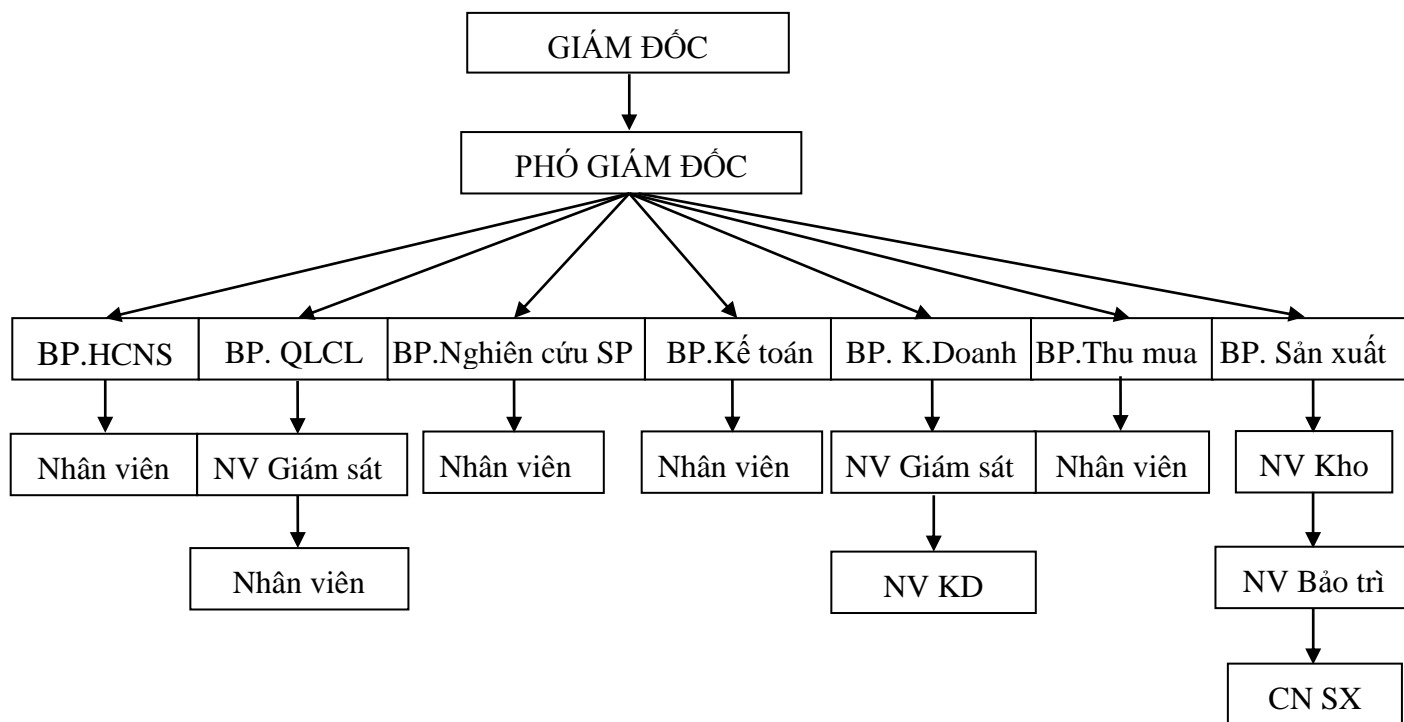 GIÁM ĐỐC
PHÓ GIÁM ĐỐC
BP.HCNS
BP. QLCL
BP.Nghiên cứu SP
BP.Kế toán
BP. K.Doanh
BP.Thu mua
BP. Sản xuất
Nhân viên
NV Giám sát
Nhân viên
Nhân viên
NV Giám sát
Nhân viên
NV Kho
Nhân viên
NV KD
NV Bảo trì
CN SX